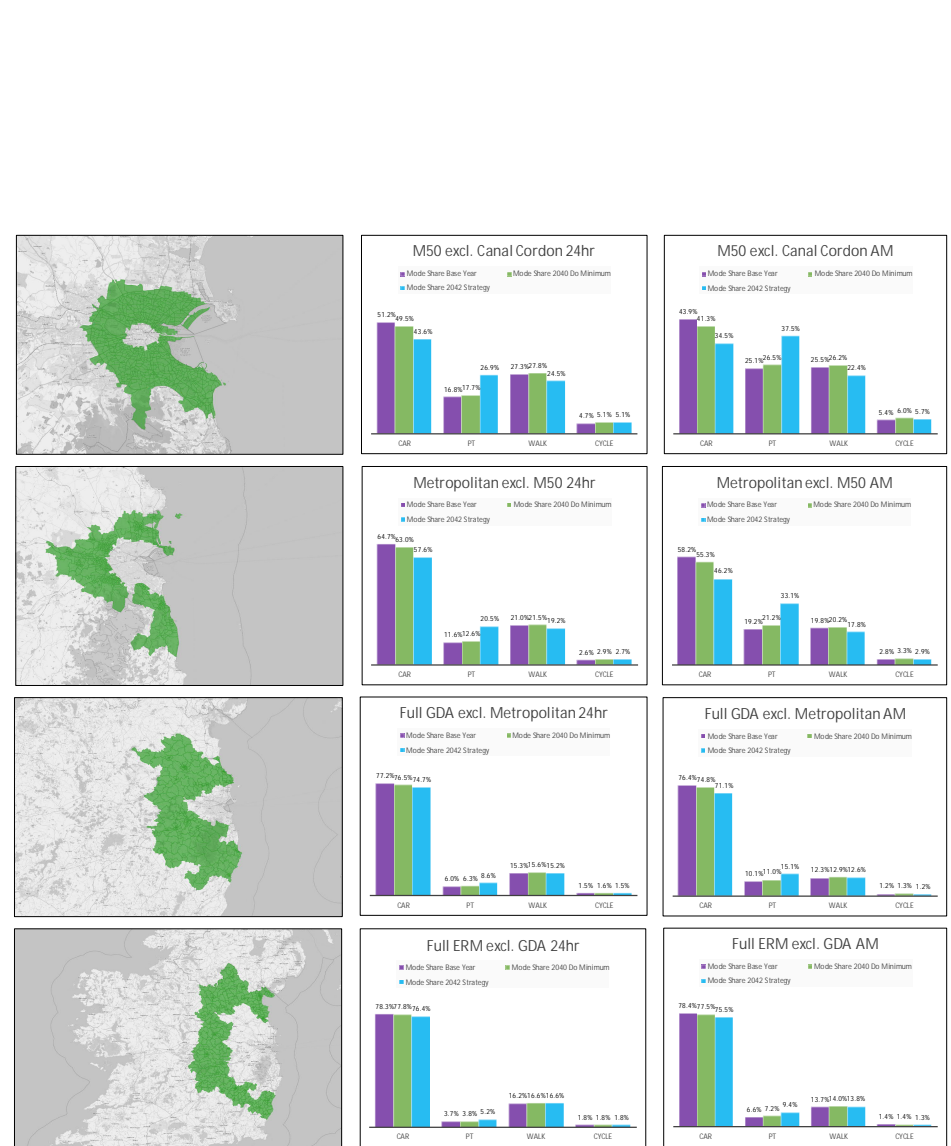 M50 excl. Canal Cordon 24hr
Mode Share Base Year Mode Share 2040 Do Minimum
Mode Share 2042 Strategy
51.2% 49.5% 43.6%
16.8% 17.7% 26.9%
27.3% 27.8% 24.5%
4.7% 5.1% 5.1%
CAR PT WALK CYCLE
M50 excl. Canal Cordon AM
Mode Share Base Year Mode Share 2040 Do Minimum
Mode Share 2042 Strategy
43.9% 41.3% 34.5%
25.1% 26.5% 37.5%
25.5% 26.2% 22.4%
5.4% 6.0% 5.7%
CAR PT WALK CYCLE
Metropolitan excl. M50 24hr
Mode Share Base Year Mode Share 2040 Do Minimum
Mode Share 2042 Strategy
64.7% 63.0% 57.6%
11.6% 12.6% 20.5%
21.0% 21.5% 19.2%
2.6% 2.9% 2.7%
CAR PT WALK CYCLE
Metropolitan excl. M50 AM
Mode Share Base Year Mode Share 2040 Do Minimum
Mode Share 2042 Strategy
58.2% 55.3% 46.2%
19.2% 21.2% 33.1%
19.8% 20.2% 17.8%
2.8% 3.3% 2.9%
CAR PT WALK CYCLE
Full GDA excl. Metropolitan 24hr
Mode Share Base Year Mode Share 2040 Do Minimum
Mode Share 2042 Strategy
77.2% 76.5% 74.7%
6.0% 6.3% 8.6%
15.3% 15.6% 15.2%
1.5% 1.6% 1.5%
CAR PT WALK CYCLE
Full GDA excl. Metropolitan AM
Mode Share Base Year Mode Share 2040 Do Minimum
Mode Share 2042 Strategy
76.4% 74.8% 71.1%
10.1% 11.0% 15.1%
12.3% 12.9% 12.6%
1.2% 1.3% 1.2%
CAR PT WALK CYCLE
Full ERM excl. GDA 24hr
Mode Share Base Year Mode Share 2040 Do Minimum
Mode Share 2042 Strategy
78.3% 77.8% 76.4%
3.7% 3.8% 5.2%
16.2% 16.6% 16.6%
1.8% 1.8% 1.8%
CAR PT WALK CYCLE
Full ERM excl. GDA AM
Mode Share Base Year Mode Share 2040 Do Minimum
Mode Share 2042 Strategy
78.4% 77.5% 75.5%
6.6% 7.2% 9.4%
13.7% 14.0% 13.8%
1.4% 1.4% 1.3%
CAR PT WALK CYCLE